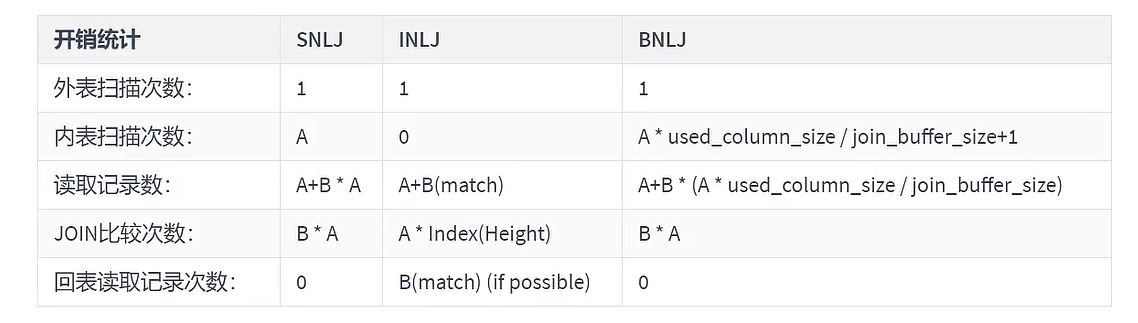 开销统计 SNLJ INLJ BNLJ
外表扫描次数： 1 1 1
内表扫描次数： A 0 A * used_column_size / join_buffer_size+1
读取记录数： A+B * A A+B(match) A+B * (A * used_column_size / join_buffer_size)
JOIN比较次数： B * A A * Index(Height) B * A
回表读取记录次数： 0 B(match) (if possible) 0